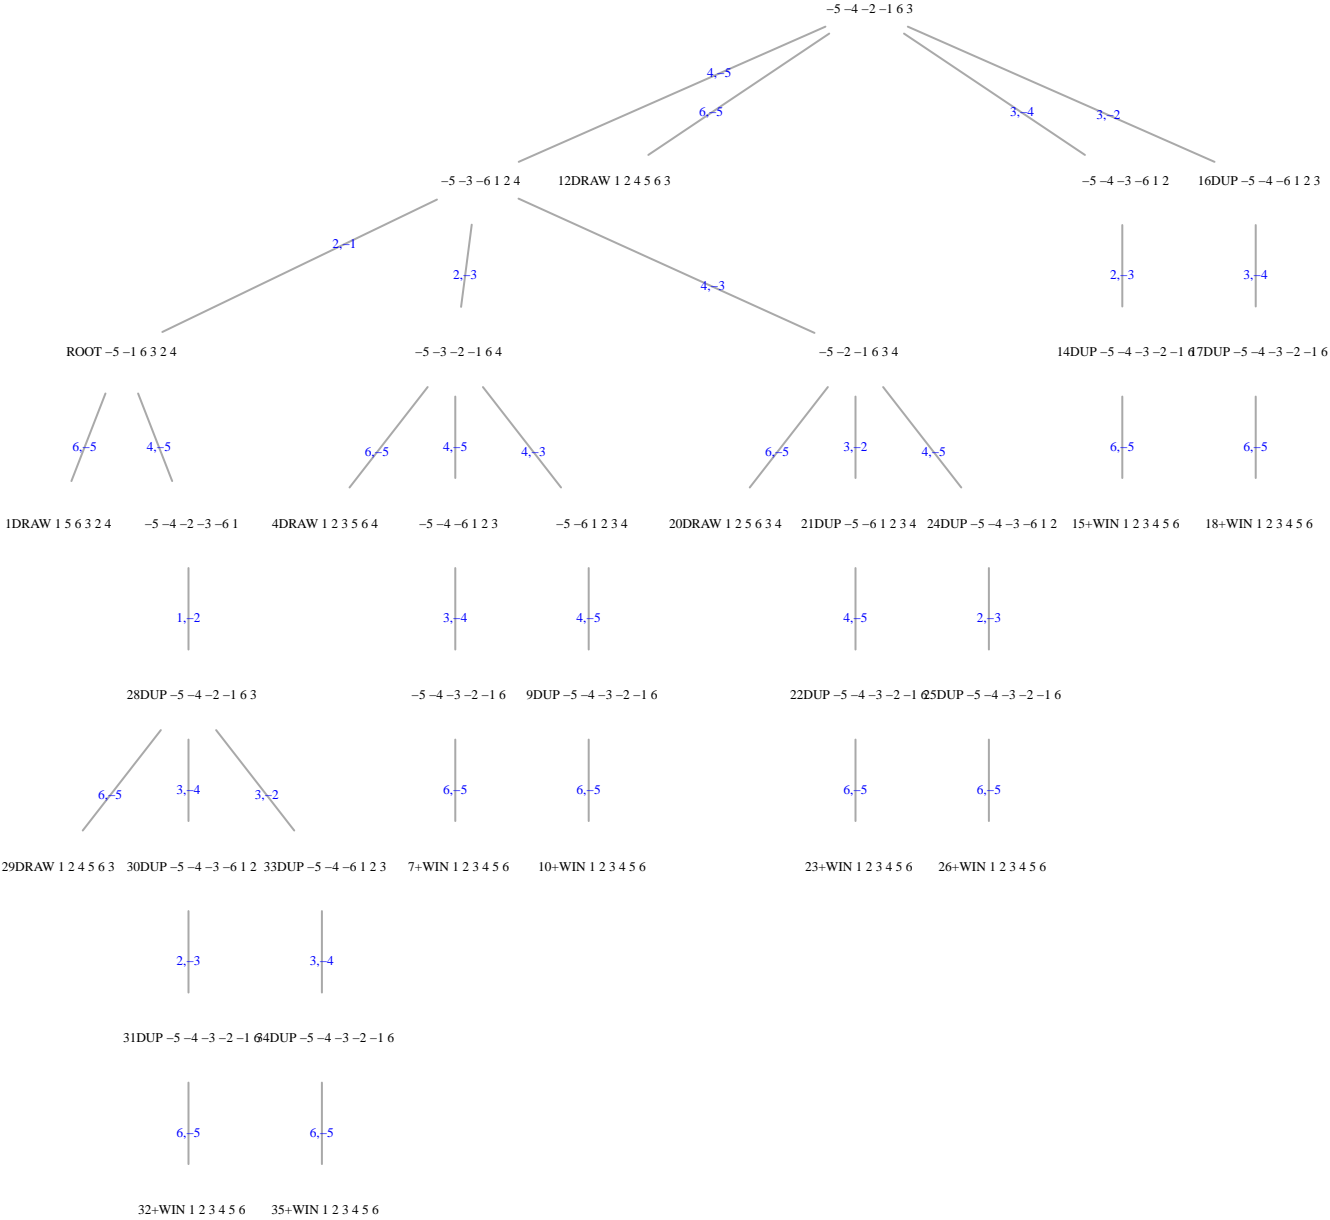 −5 −4 −2 −1 6 3
4,−5
6,−5
3,−4
3,−2
−5 −3 −6 1 2 4
12DRAW 1 2 4 5 6 3
−5 −4 −3 −6 1 2
16DUP −5 −4 −6 1 2 3
2,−1
2,−3
4,−3
2,−3
3,−4
ROOT −5 −1 6 3 2 4
−5 −3 −2 −1 6 4
−5 −2 −1 6 3 4
14DUP −5 −4 −3 −2 −1 6
17DUP −5 −4 −3 −2 −1 6
6,−5
4,−5
6,−5
4,−5
4,−3
6,−5
3,−2
4,−5
6,−5
6,−5
1DRAW 1 5 6 3 2 4
−5 −4 −2 −3 −6 1
4DRAW 1 2 3 5 6 4
−5 −4 −6 1 2 3
−5 −6 1 2 3 4
20DRAW 1 2 5 6 3 4
21DUP −5 −6 1 2 3 4
24DUP −5 −4 −3 −6 1 2
15+WIN 1 2 3 4 5 6
18+WIN 1 2 3 4 5 6
1,−2
3,−4
4,−5
4,−5
2,−3
28DUP −5 −4 −2 −1 6 3
−5 −4 −3 −2 −1 6
9DUP −5 −4 −3 −2 −1 6
22DUP −5 −4 −3 −2 −1 6
25DUP −5 −4 −3 −2 −1 6
6,−5
3,−4
3,−2
6,−5
6,−5
6,−5
6,−5
29DRAW 1 2 4 5 6 3
30DUP −5 −4 −3 −6 1 2
33DUP −5 −4 −6 1 2 3
7+WIN 1 2 3 4 5 6
10+WIN 1 2 3 4 5 6
23+WIN 1 2 3 4 5 6
26+WIN 1 2 3 4 5 6
2,−3
3,−4
31DUP −5 −4 −3 −2 −1 6
34DUP −5 −4 −3 −2 −1 6
6,−5
6,−5
32+WIN 1 2 3 4 5 6
35+WIN 1 2 3 4 5 6